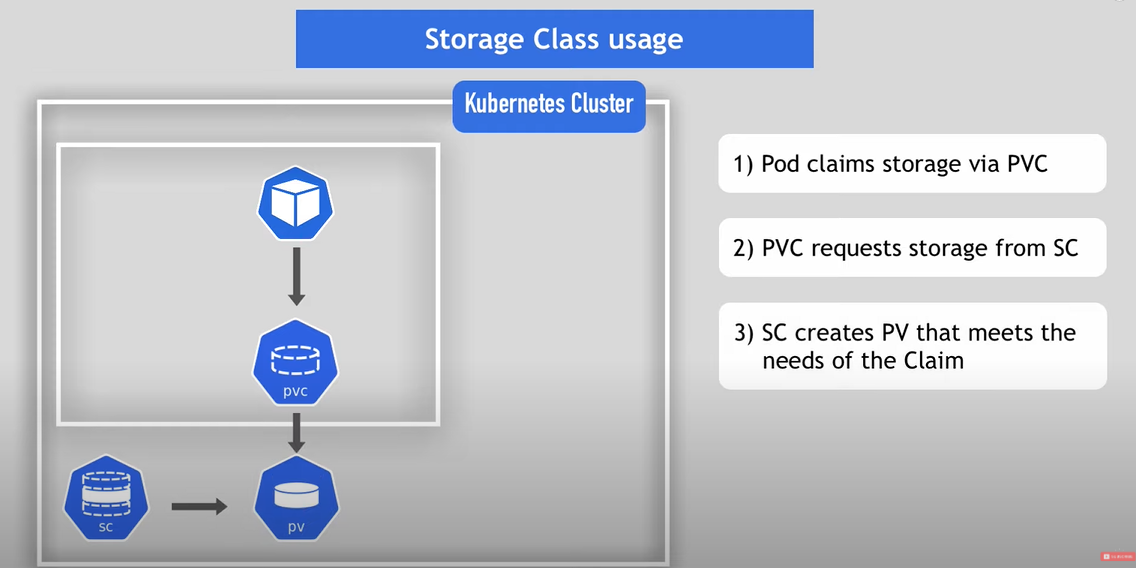 Storage Class usage
Kubernetes Cluster
1) Pod claims storage via PVC
2) PVC requests storage from SC
3) SC creates PV that meets the
needs of the Claim
pvc
sc
pv